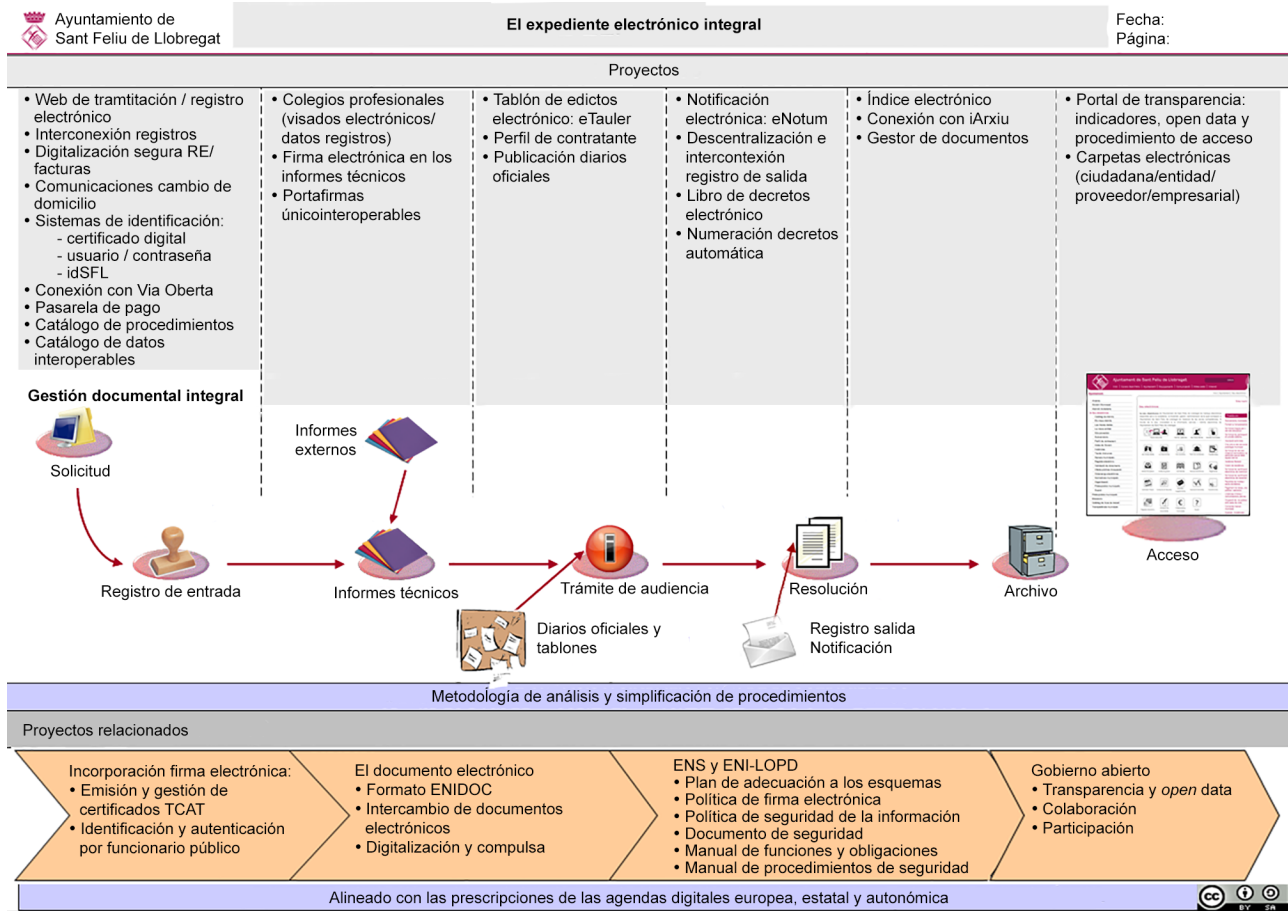 Ayuntamiento de
Sant Feliu de Llobregat
El expediente electrónico integral
Fecha:
Página:
Proyectos
• Web de tramtitación / registro
electrónico
• Interconexión registros
• Digitalización segura RE/
facturas
• Comunicaciones cambio de
domicilio
• Sistemas de identificación:
- certificado digital
- usuario / contraseña
- idSFL
• Conexión con Via Oberta
• Pasarela de pago
• Catálogo de procedimientos
• Catálogo de datos
interoperables
• Colegios profesionales
(visados electrónicos/
datos registros)
• Firma electrónica en los
informes técnicos
• Portafirmas
únicointeroperables
• Tablón de edictos
electrónico: eTauler
• Perfil de contratante
• Publicación diarios
oficiales
• Notificación
electrónica: eNotum
• Descentralización e
intercontexión
registro de salida
• Libro de decretos
electrónico
• Numeración decretos
automática
• Índice electrónico
• Conexión con iArxiu
• Gestor de documentos
• Portal de transparencia:
indicadores, open data y
procedimiento de acceso
• Carpetas electrónicas
(ciudadana/entidad/
proveedor/empresarial)
Gestión documental integral
Solicitud
Informes
externos
Ajuntament de Sant Feliu de Llobregat
Acceso
Registro de entrada
Informes técnicos
Trámite de audiencia
Resolución
Archivo
Diarios oficiales y
tablones
Registro salida
Notificación
Metodología de análisis y simplificación de procedimientos
Proyectos relacionados
Incorporación firma electrónica:
• Emisión y gestión de
certificados TCAT
• Identificación y autenticación
por funcionario público
El documento electrónico
• Formato ENIDOC
• Intercambio de documentos
electrónicos
• Digitalización y compulsa
ENS y ENI-LOPD
• Plan de adecuación a los esquemas
• Política de firma electrónica
• Política de seguridad de la información
• Documento de seguridad
• Manual de funciones y obligaciones
• Manual de procedimientos de seguridad
Gobierno abierto
• Transparencia y open data
• Colaboración
• Participación
Alineado con las prescripciones de las agendas digitales europea, estatal y autonómica
cc
BY SA